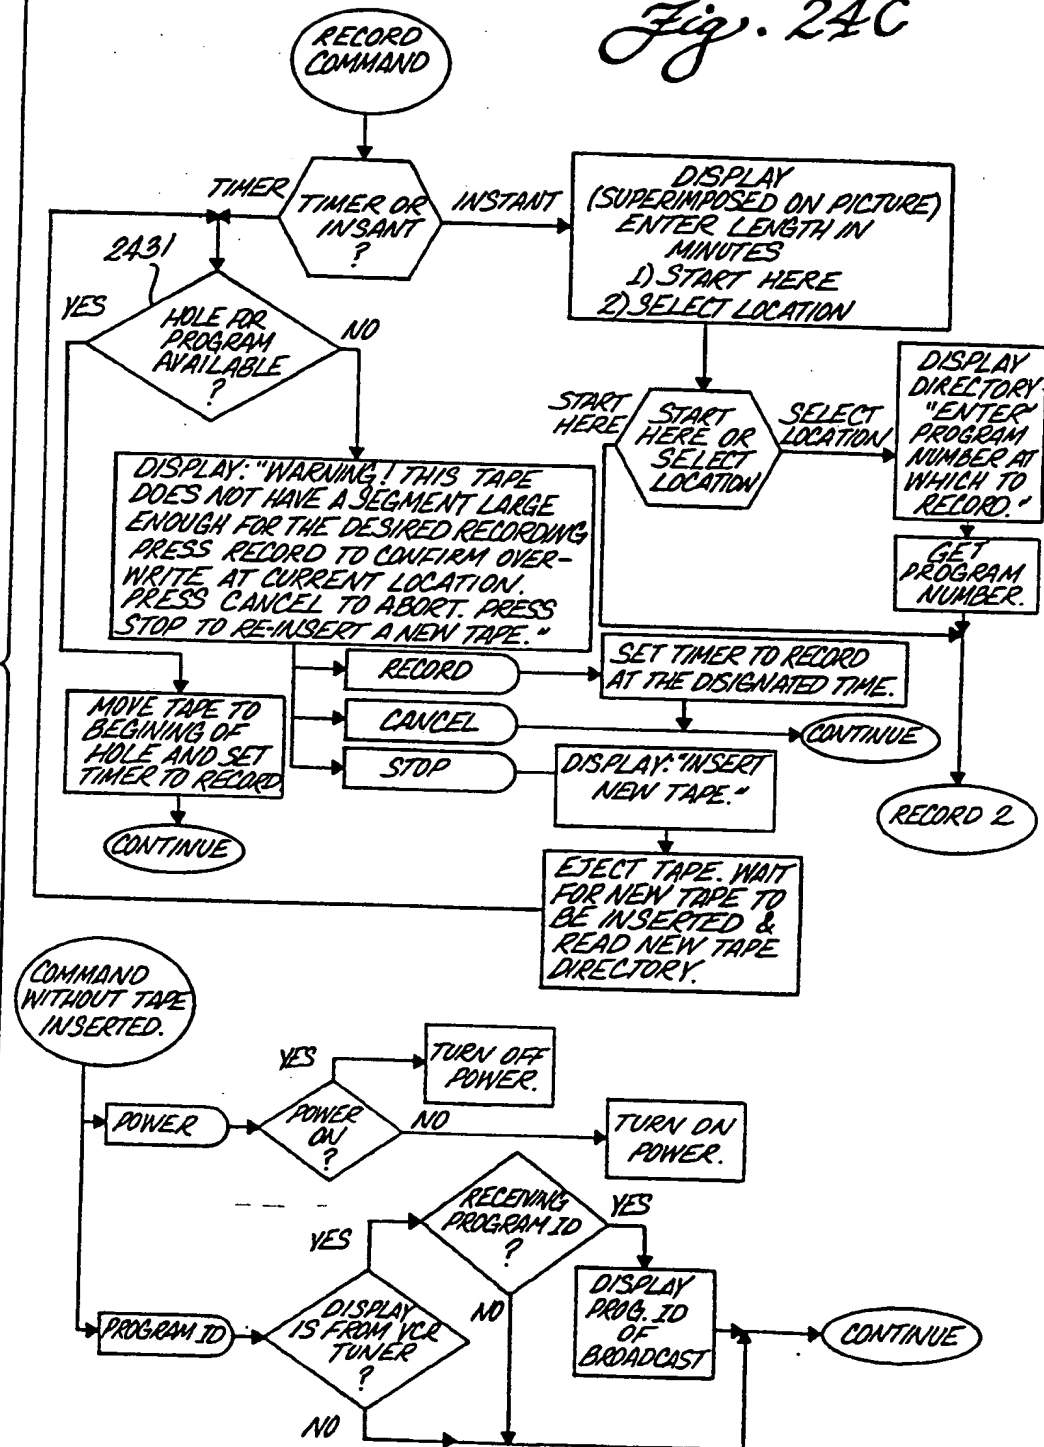 Fig. 24C
RECORD
COMMAND
TIMER
TIMER OR
INSANT
?
INSTANT
DISPLAY
(SUPERIMPOSED ON PICTURE)
ENTER LENGTH IN
MINUTES
1) START HERE
2) SELECT LOCATION
2431
YES
HOLE FOR
PROGRAM
AVAILABLE
?
NO
START
HERE
START
HERE OR
SELECT
LOCATION
SELECT
LOCATION
DISPLAY
DIRECTORY
"ENTER
PROGRAM
NUMBER AT
WHICH TO
RECORD."
GET
PROGRAM
NUMBER.
DISPLAY: "WARNING! THIS TAPE
DOES NOT HAVE A SEGMENT LARGE
ENOUGH FOR THE DESIRED RECORDING
PRESS RECORD TO CONFIRM OVER-
WRITE AT CURRENT LOCATION.
PRESS CANCEL TO ABORT. PRESS
STOP TO RE-INSERT A NEW TAPE."
RECORD
SET TIMER TO RECORD
AT THE DISIGNATED TIME.
CANCEL
CONTINUE
STOP
DISPLAY: "INSERT
NEW TAPE."
RECORD 2
MOVE TAPE TO
BEGINING OF
HOLE AND SET
TIMER TO RECORD.
CONTINUE
EJECT TAPE. WAIT
FOR NEW TAPE TO
BE INSERTED &
READ NEW TAPE
DIRECTORY.
COMMAND
WITHOUT TAPE
INSERTED.
POWER
POWER
ON
?
YES
TURN OFF
POWER.
NO
TURN ON
POWER.
PROGRAM ID
DISPLAY
IS FROM VCR
TUNER
?
YES
RECEIVING
PROGRAM ID
?
YES
NO
DISPLAY
PROG. ID
OF
BROADCAST
CONTINUE
NO